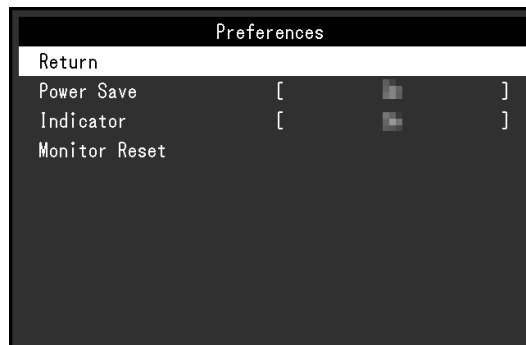 Preferences
Return
Power Save [ ]
Indicator [ ]
Monitor Reset